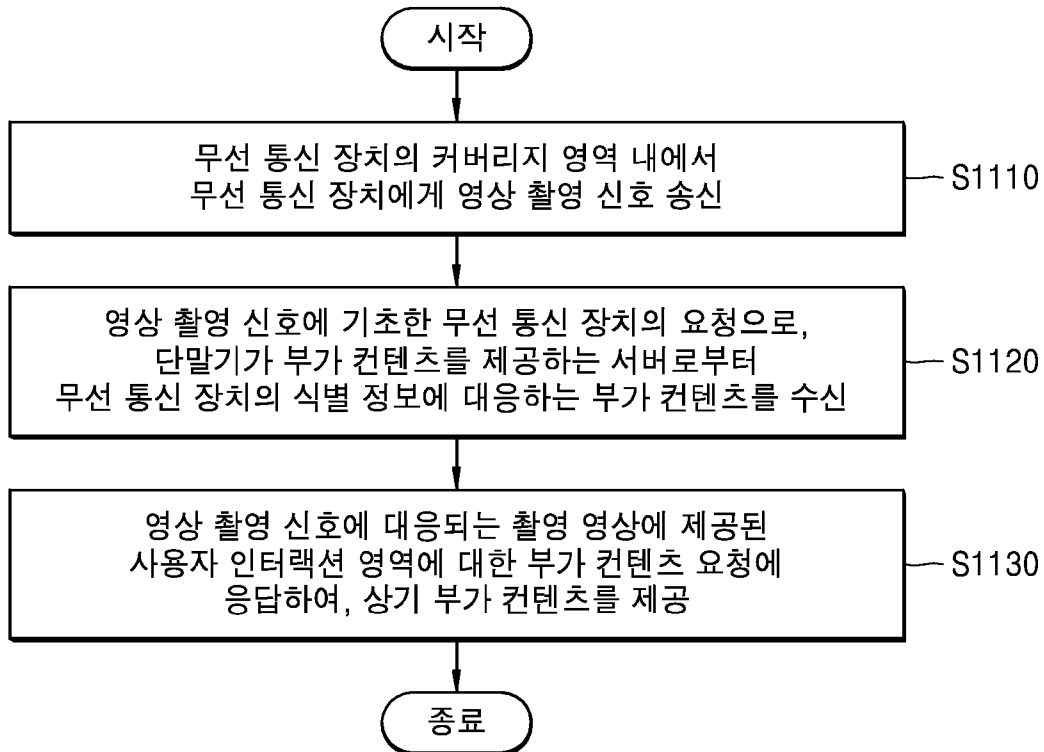 시작
무선 통신 장치의 커버리지 영역 내에서
무선 통신 장치에게 영상 촬영 신호 송신
S1110
영상 촬영 신호에 기초한 무선 통신 장치의 요청으로,
단말기가 부가 컨텐츠를 제공하는 서버로부터
무선 통신 장치의 식별 정보에 대응하는 부가 컨텐츠를 수신
S1120
영상 촬영 신호에 대응되는 촬영 영상에 제공된
사용자 인터랙션 영역에 대한 부가 컨텐츠 요청에
응답하여, 상기 부가 컨텐츠를 제공
S1130
종료